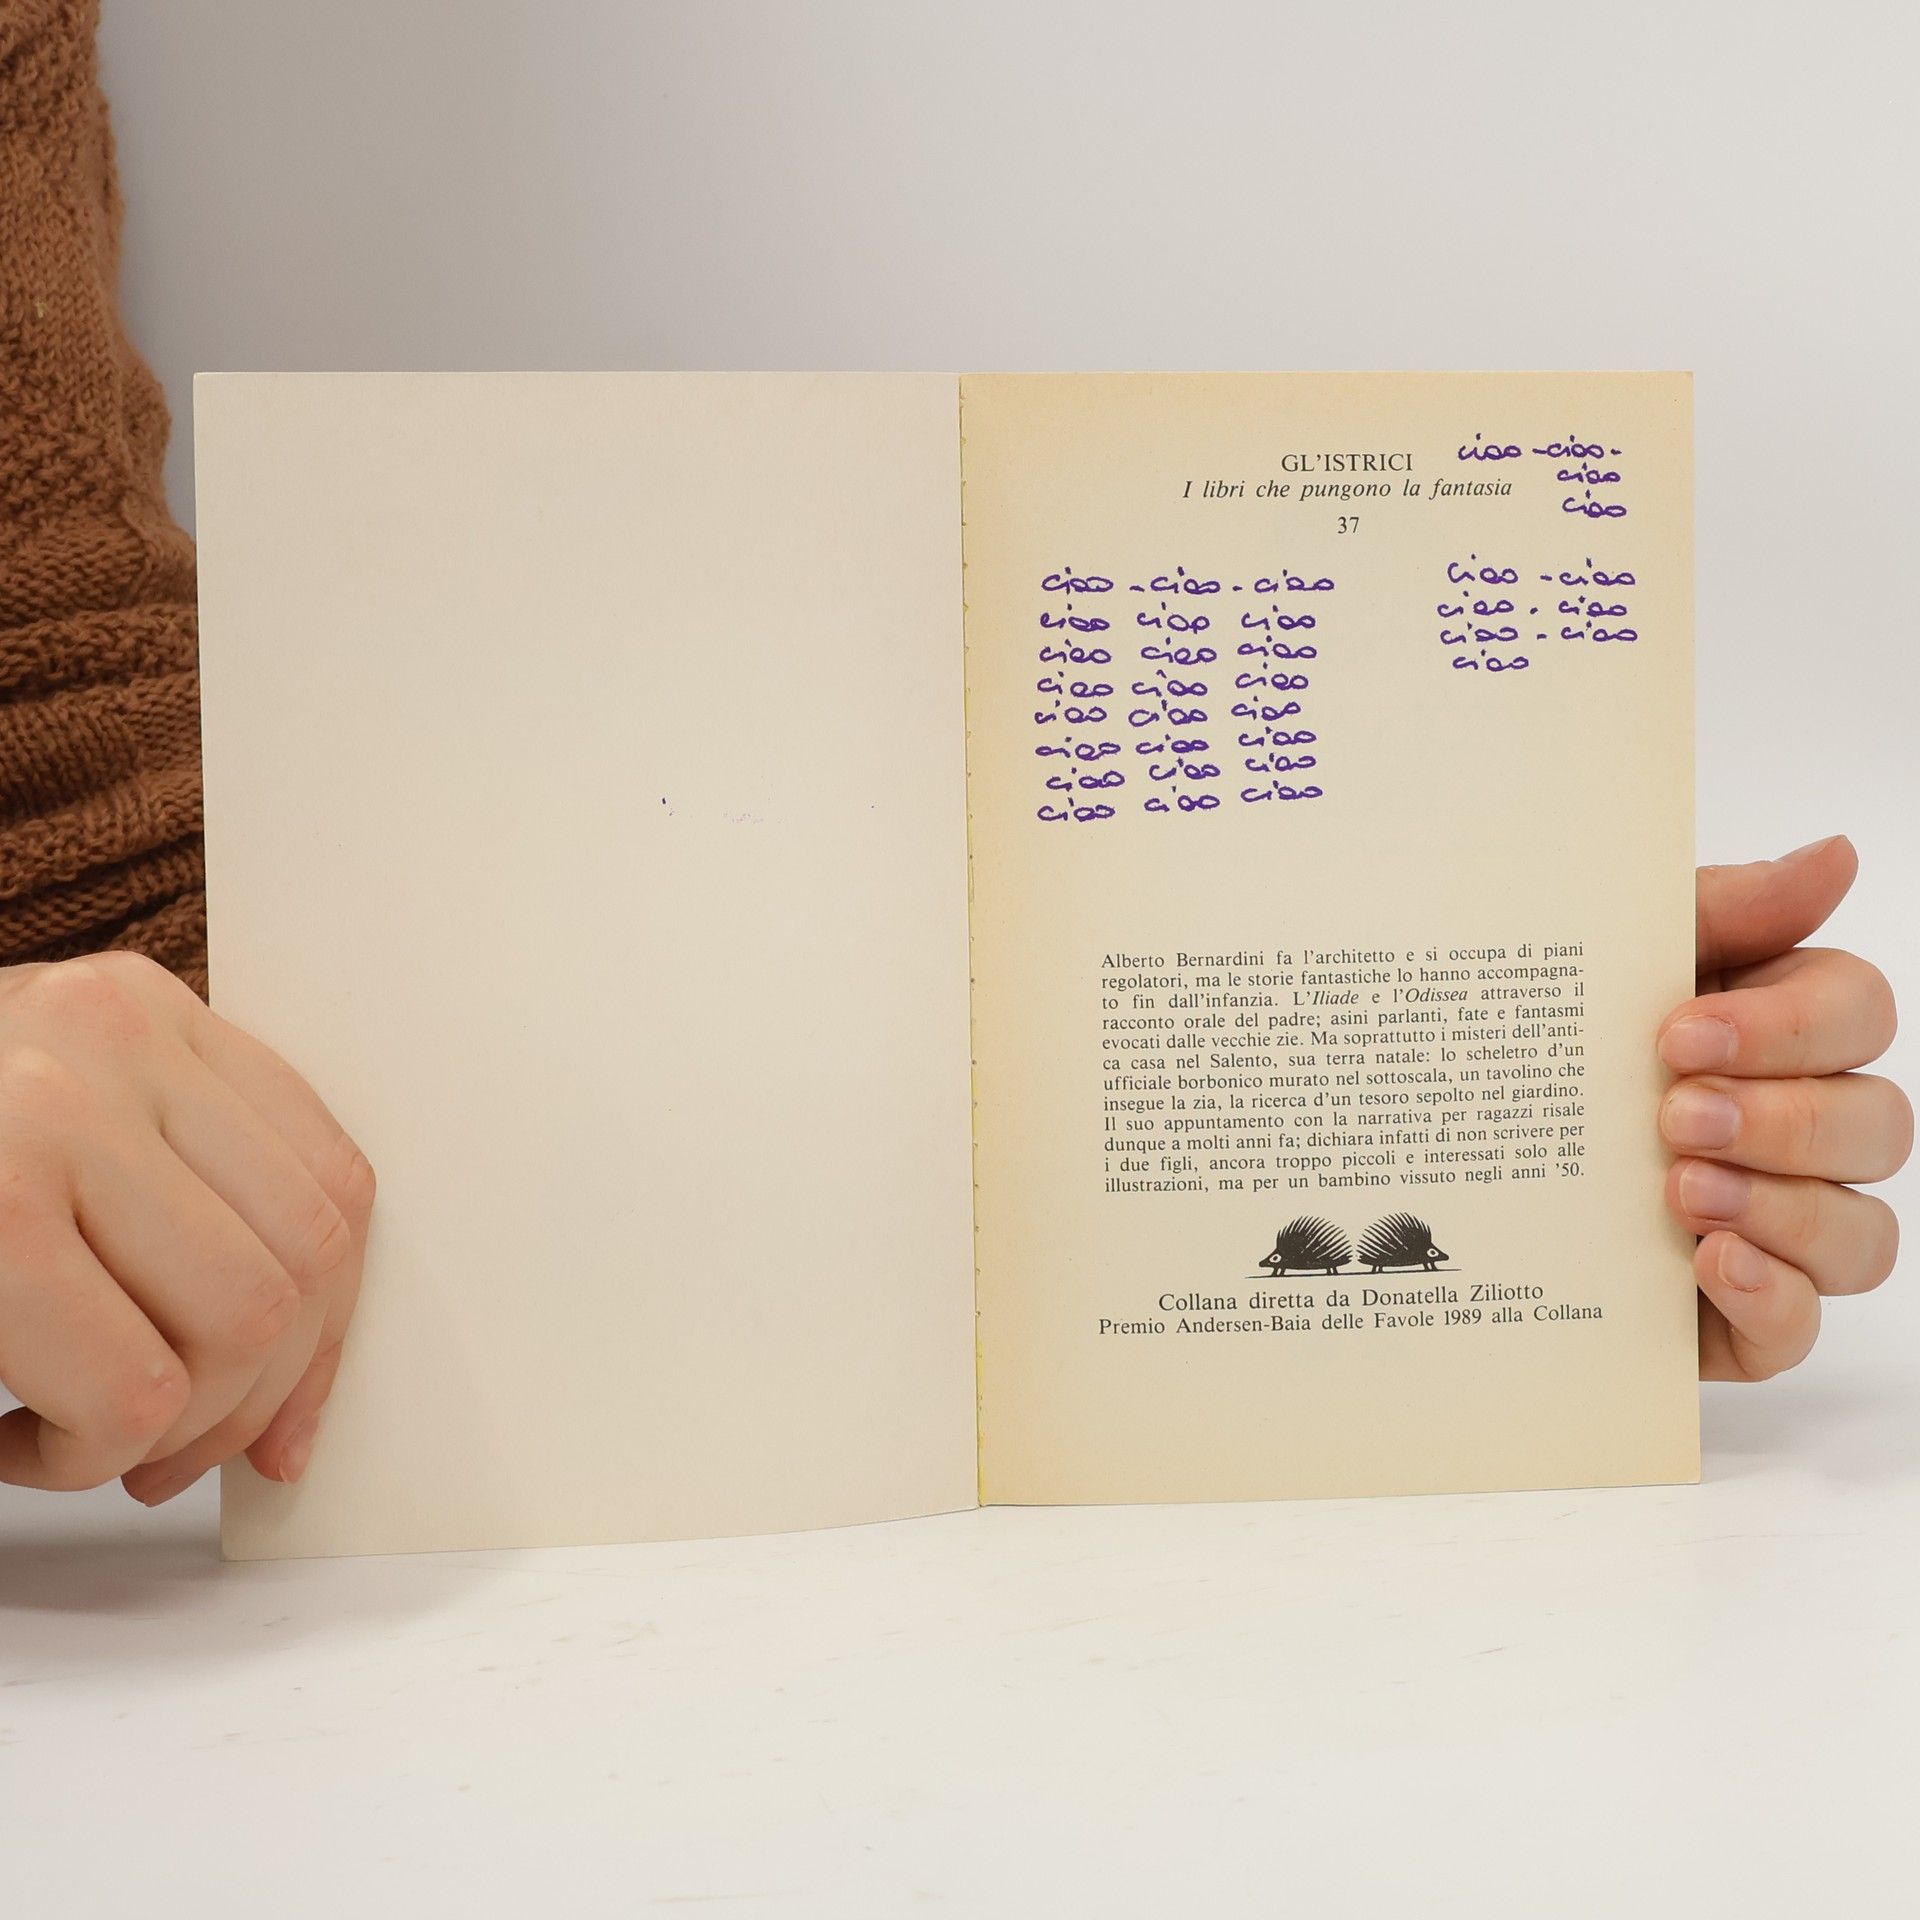 GL'ISTRICI
I libri che pungono la fantasia
37
ciao - ciao -
ciao
ciao
ciao - ciao - ciao
ciao ciao ciao
ciao ciao ciao
ciao ciao ciao
ciao ciao ciao
ciao ciao ciao
ciao ciao ciao
ciao ciao ciao
ciao - ciao
ciao - ciao
ciao - ciao
ciao
Alberto Bernardini fa l'architetto e si occupa di piani
regolatori, ma le storie fantastiche lo hanno accompagna-
to fin dall'infanzia. L'Iliade e l'Odissea attraverso il
racconto orale del padre; asini parlanti, fate e fantasmi
evocati dalle vecchie zie. Ma soprattutto i misteri dell'anti-
ca casa nel Salento, sua terra natale: lo scheletro d'un
ufficiale borbonico murato nel sottoscala, un tavolino che
insegue la zia, la ricerca d'un tesoro sepolto nel giardino.
Il suo appuntamento con la narrativa per ragazzi risale
dunque a molti anni fa; dichiara infatti di non scrivere per
i due figli, ancora troppo piccoli e interessati solo alle
illustrazioni, ma per un bambino vissuto negli anni '50.
Collana diretta da Donatella Ziliotto
Premio Andersen-Baia delle Favole 1989 alla Collana